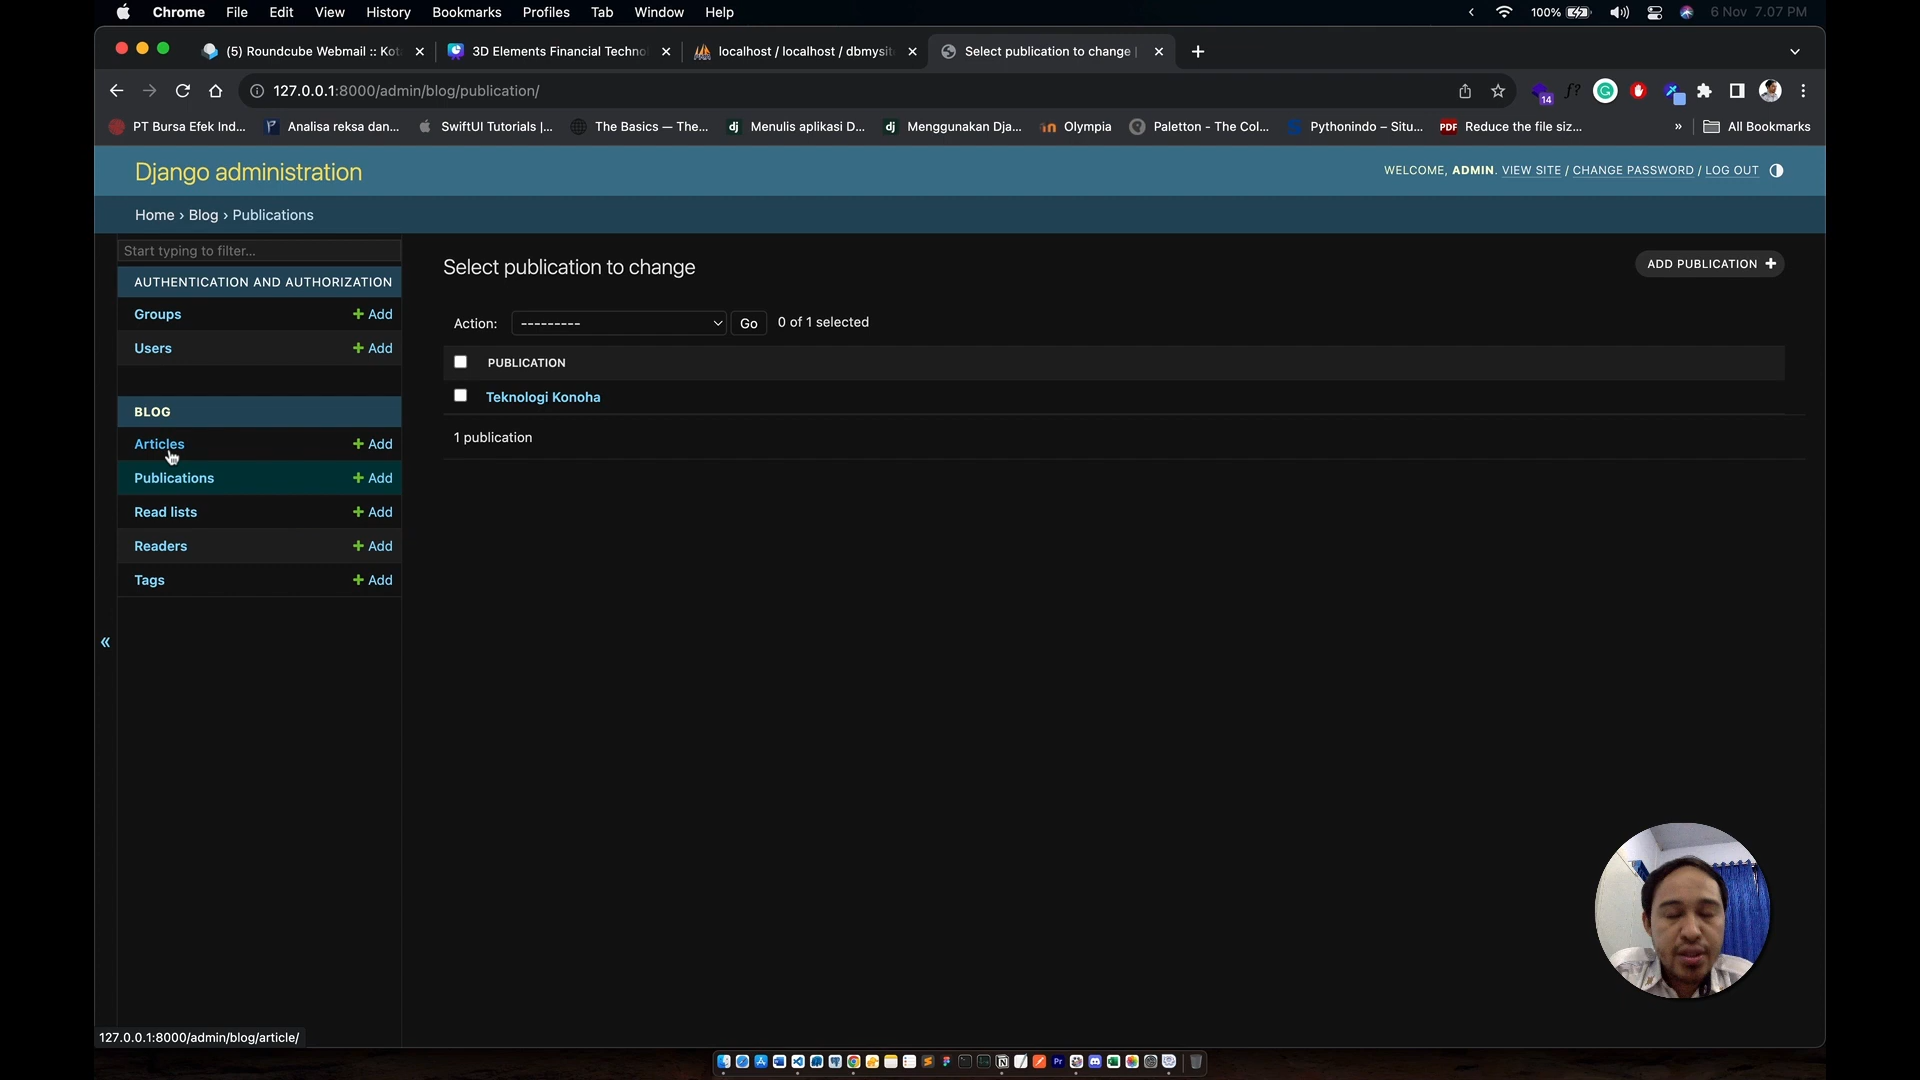 Chrome File Edit View History Bookmarks Profiles Tab Window Help
100% 6 Nov 7.07 PM
(5) Roundcube Webmail :: Kot
3D Elements Financial Techno
localhost / localhost / dbmysit
Select publication to change |
127.0.0.1:8000/admin/blog/publication/
14
PT Bursa Efek Ind...
Analisa reksa dan...
SwiftUI Tutorials |...
The Basics — The...
dj Menulis aplikasi D...
dj Menggunakan Dja...
Olympia
Paletton - The Col...
Pythonindo – Situ...
PDF Reduce the file siz...
» All Bookmarks
Django administration
WELCOME, ADMIN. VIEW SITE / CHANGE PASSWORD / LOG OUT
Home › Blog › Publications
Start typing to filter...
AUTHENTICATION AND AUTHORIZATION
Groups + Add
Users + Add
BLOG
Articles + Add
Publications + Add
Read lists + Add
Readers + Add
Tags + Add
«
Select publication to change
ADD PUBLICATION +
Action: --------- Go 0 of 1 selected
PUBLICATION
Teknologi Konoha
1 publication
127.0.0.1:8000/admin/blog/article/